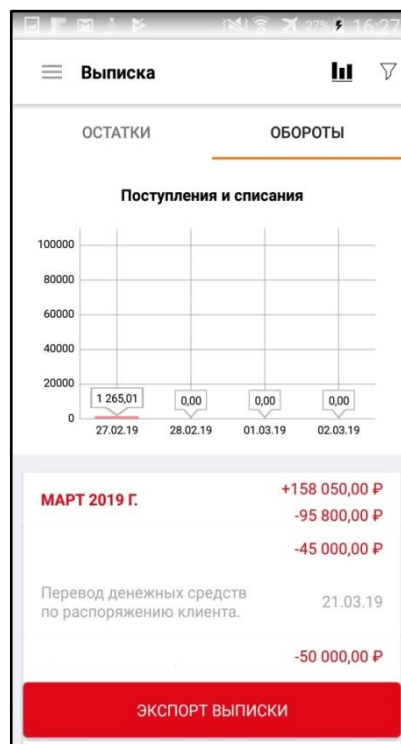 27% 16:27
Выписка
ОСТАТКИ ОБОРОТЫ
Поступления и списания
100000
80000
60000
40000
20000
0
1 265,01 0,00 0,00 0,00
27.02.19 28.02.19 01.03.19 02.03.19
МАРТ 2019 Г. +158 050,00 ₽
-95 800,00 ₽
-45 000,00 ₽
Перевод денежных средств
по распоряжению клиента. 21.03.19
-50 000,00 ₽
ЭКСПОРТ ВЫПИСКИ